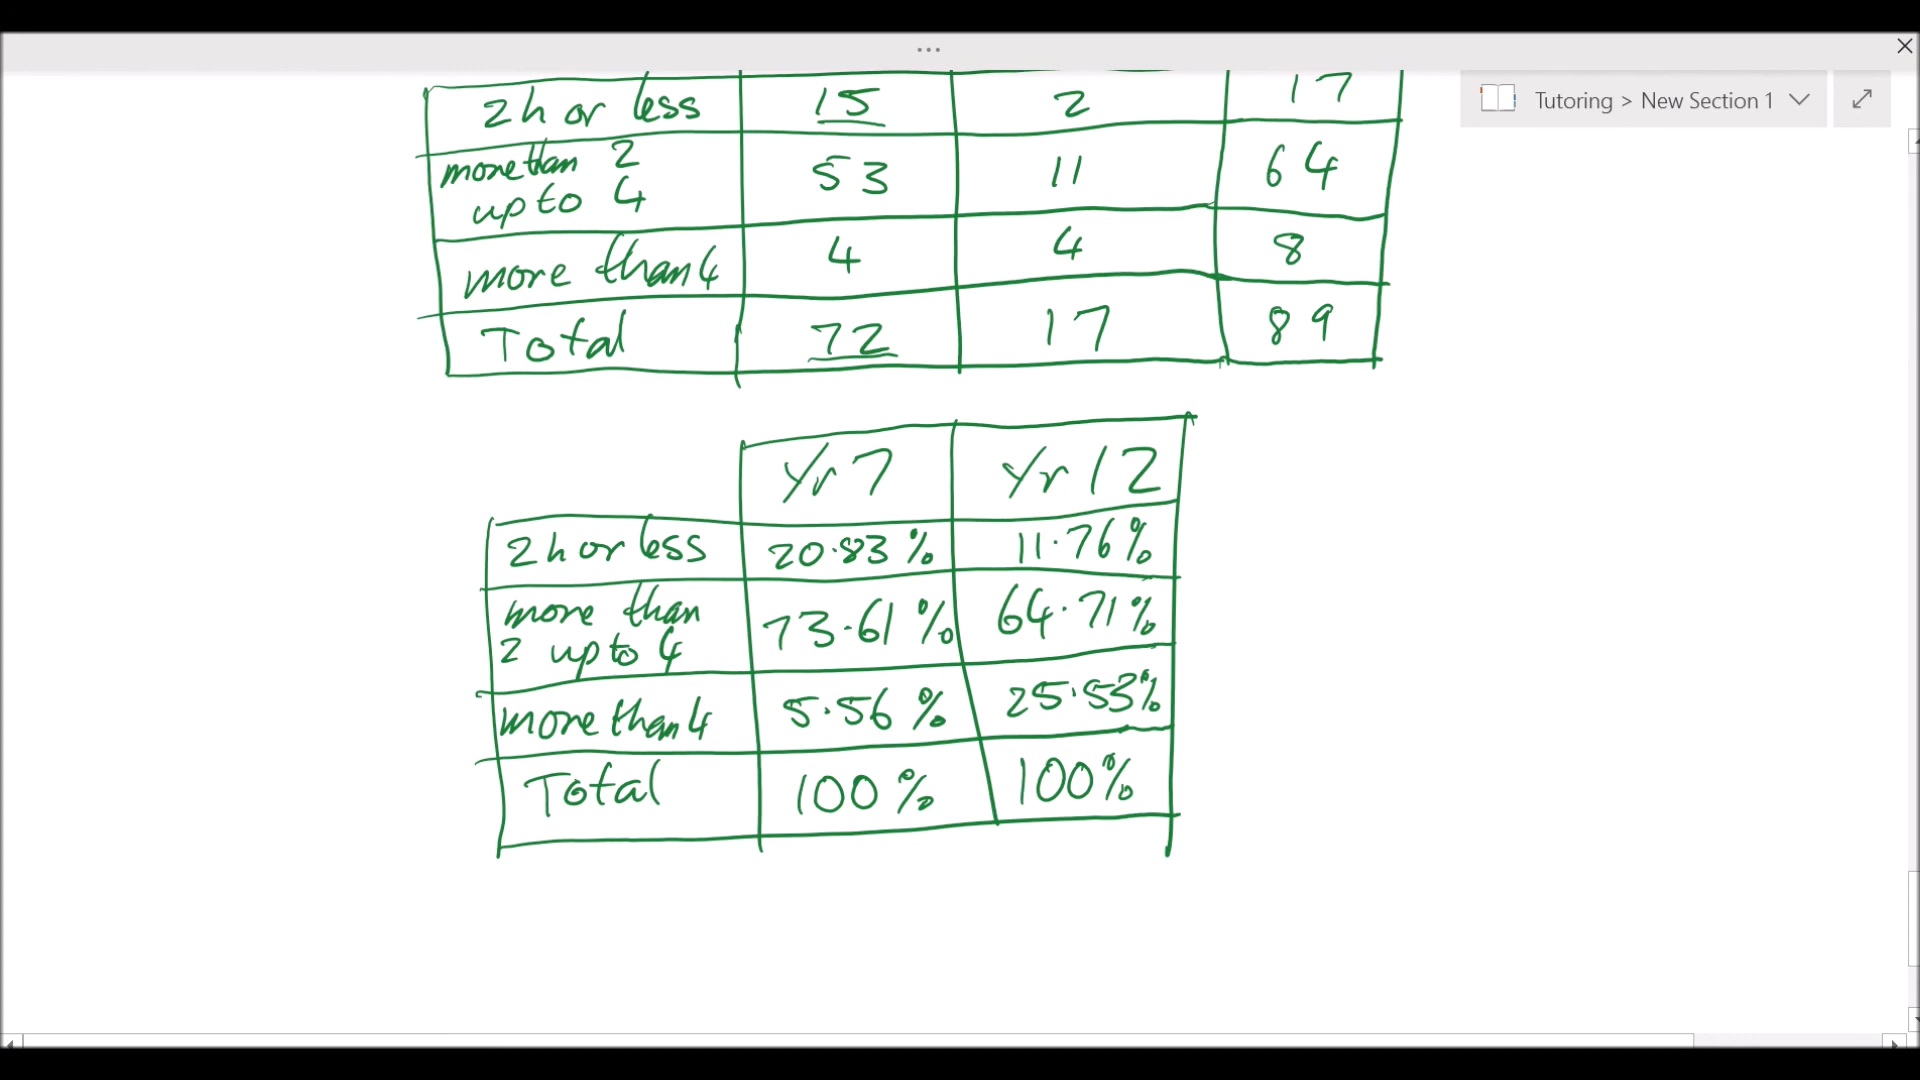 Tutoring > New Section 1
2h or less 15 2 17
more than 2 53 11 64
up to 4
more than 4 4 4 8
Total 72 17 89
Yr 7 Yr 12
2h or less 20.83% 11.76%
more than 73.61% 64.71%
2 up to 4
more than 4 5.56% 25.53%
Total 100% 100%